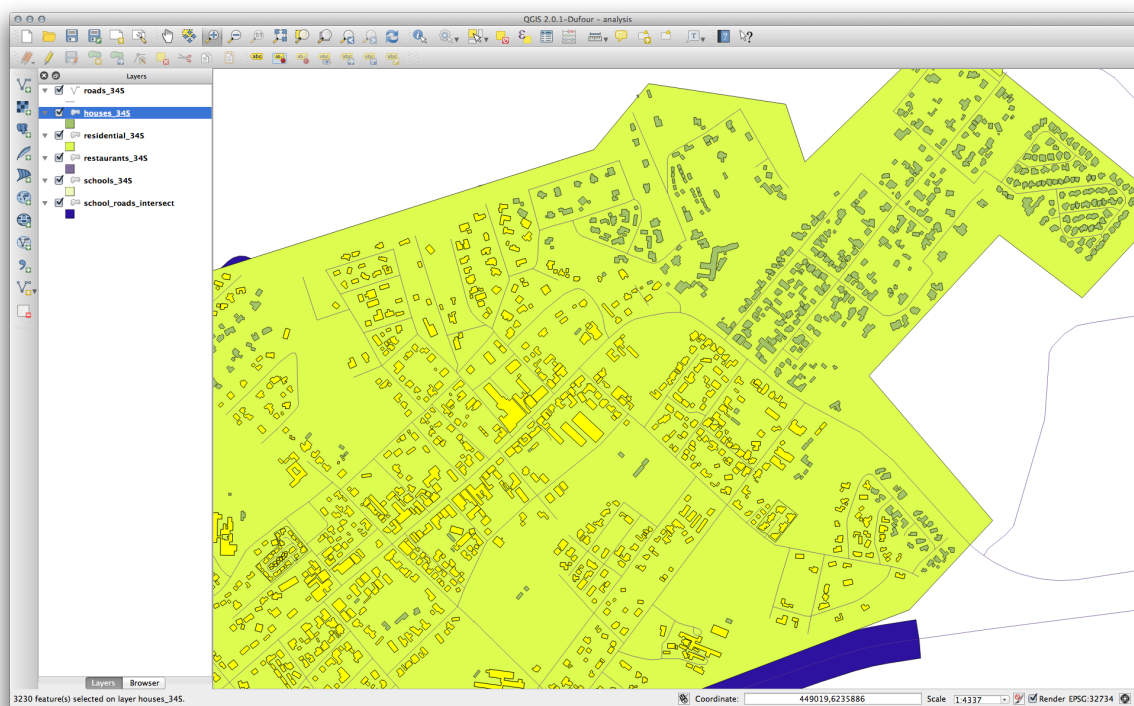 QGIS 2.0.1-Dufour - analysis
Layers
roads_34S
houses_34S
residential_34S
restaurants_34S
schools_34S
school_roads_intersect
Layers Browser
3230 feature(s) selected on layer houses_34S. Coordinate: 449019,6235886 Scale 1:4337 Render EPSG:32734